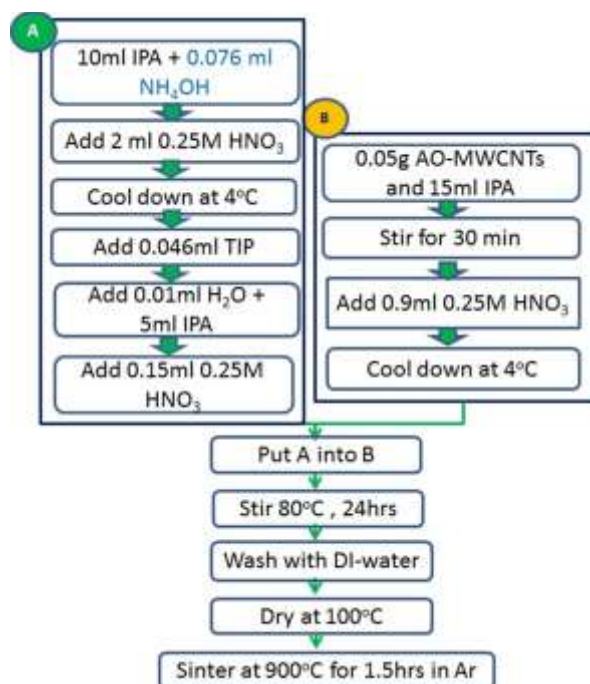 A
10ml IPA + 0.076 ml
NH₄OH
Add 2 ml 0.25M HNO₃
Cool down at 4°C
Add 0.046ml TIP
Add 0.01ml H₂O +
5ml IPA
Add 0.15ml 0.25M
HNO₃
B
0.05g AO-MWCNTs
and 15ml IPA
Stir for 30 min
Add 0.9ml 0.25M HNO₃
Cool down at 4°C
Put A into B
Stir 80°C , 24hrs
Wash with DI-water
Dry at 100°C
Sinter at 900°C for 1.5hrs in Ar